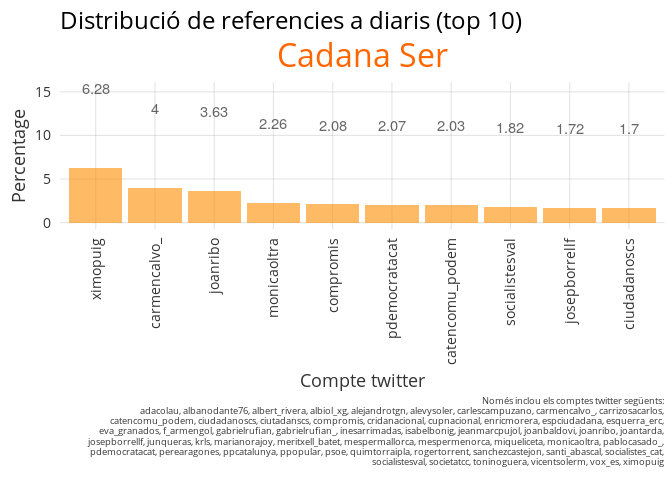 Distribució de referencies a diaris (top 10)
Cadana Ser
Percentage
15
10
5
0
6.28
4
3.63
2.26
2.08
2.07
2.03
1.82
1.72
1.7
ximopuig
carmencalvo_
joanribo
monicaoltra
compromis
pdemocratacat
catencomu_podem
socialistesval
josepborrellf
ciudadanoscs
Compte twitter
Només inclou els comptes twitter següents:
adacolau, albanodante76, albert_rivera, albiol_xg, alejandrotgn, alevysoler, carlescampuzano, carmencalvo_, carrizosacarlos,
catencomu_podem, ciudadanoscs, ciutadanscs, compromis, cridanacional, cupnacional, enricmorera, espciudadana, esquerra_erc,
eva_granados, f_armengol, gabrielrufian, gabrielrufian_, inesarrimadas, isabelbonig, jeanmarcpujol, joanbaldovi, joanribo, joantarda,
josepborrellf, junqueras, krls, marianorajoy, meritxell_batet, mespermallorca, mespermenorca, miqueliceta, monicaoltra, pablocasado_,
pdemocratacat, perearagones, ppcatalunya, ppopular, psoe, quimtorraipla, rogertorrent, sanchezcastejon, santi_abascal, socialistes_cat,
socialistesval, societatcc, toninoguera, vicentsolerm, vox_es, ximopuig